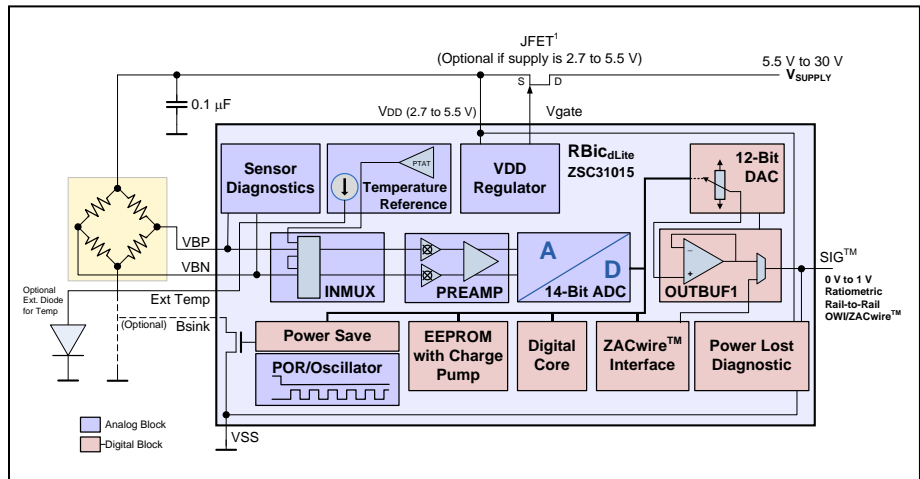 JFET1
(Optional if supply is 2.7 to 5.5 V)
5.5 V to 30 V
VSUPPLY
S
D
0.1 µF
VDD (2.7 to 5.5 V)
Vgate
Sensor
Diagnostics
PTAT
Temperature
Reference
VDD
Regulator
RBicdLite
ZSC31015
12-Bit
DAC
VBP
VBN
INMUX
PREAMP
A
D
14-Bit ADC
OUTBUF1
SIG™
0 V to 1 V
Ratiometric
Rail-to-Rail
OWI/ZACwire™
Optional
Ext. Diode
for Temp
Ext Temp
(Optional)
Bsink
Power Save
POR/Oscillator
EEPROM
with Charge
Pump
Digital
Core
ZACwire™
Interface
Power Lost
Diagnostic
Analog Block
Digital Block
VSS